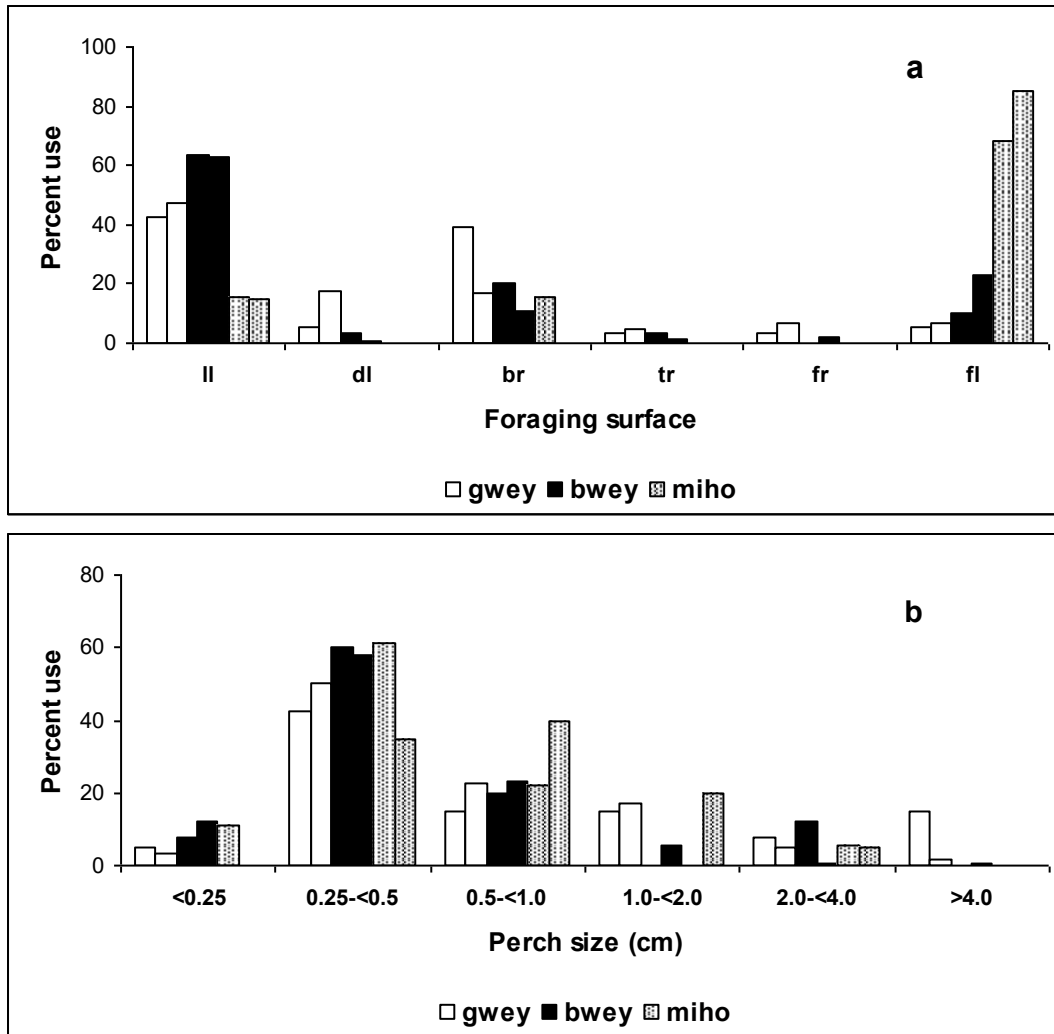 a
100
80
60
40
20
0
Percent use
ll dl br tr fr fl
Foraging surface
gwey bwey miho
b
80
60
40
20
0
Percent use
<0.25 0.25-<0.5 0.5-<1.0 1.0-<2.0 2.0-<4.0 >4.0
Perch size (cm)
gwey bwey miho